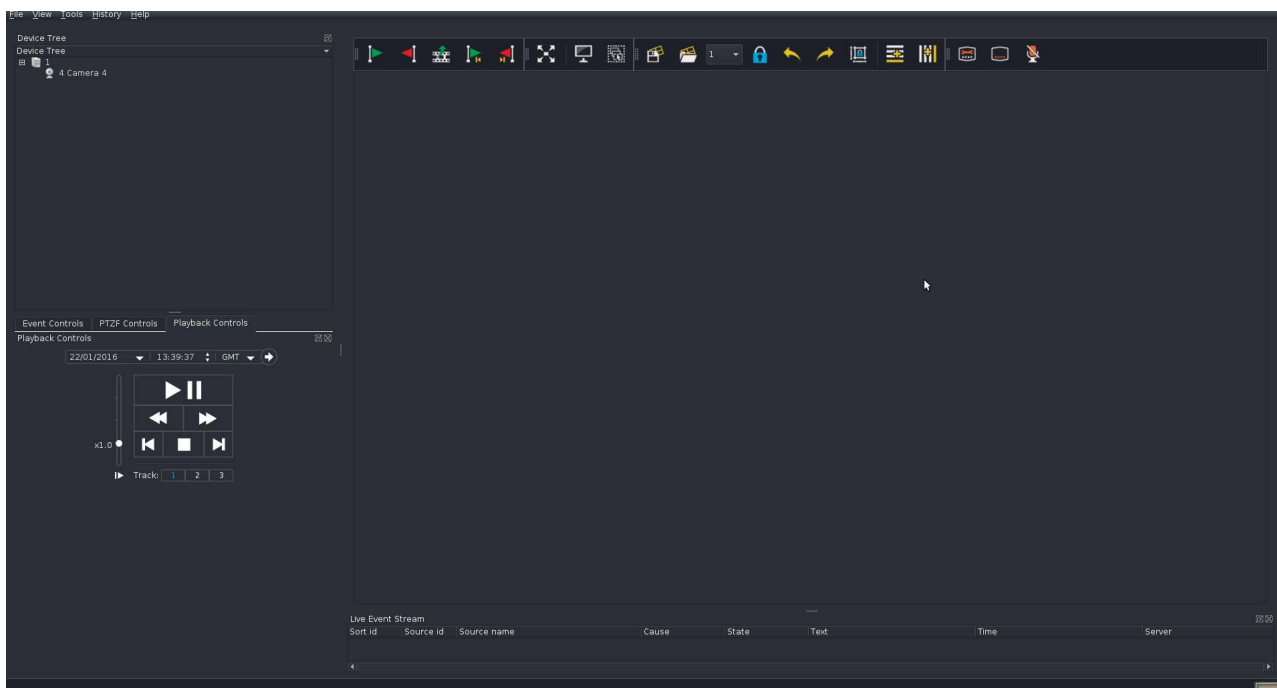 File View Tools History Help
Device Tree
Device Tree
1
4 Camera 4
1
Event Controls PTZF Controls Playback Controls
Playback Controls
22/01/2016 13:39:37 GMT
x1.0
Track: 1 2 3
Live Event Stream
Sort id Source id Source name Cause State Text Time Server